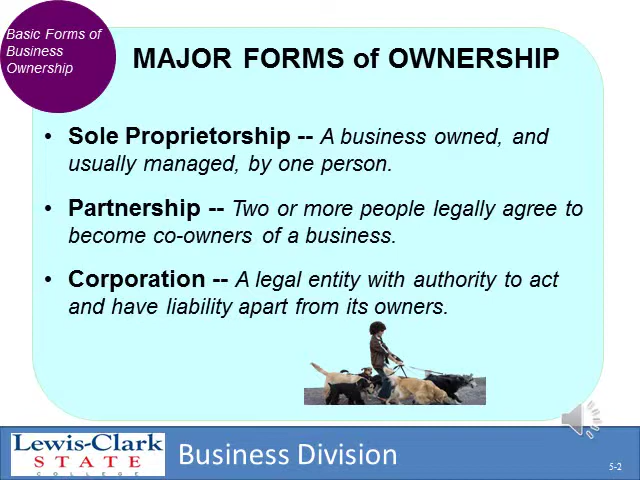 Basic Forms of
Business
Ownership
MAJOR FORMS of OWNERSHIP
• Sole Proprietorship -- A business owned, and
usually managed, by one person.
• Partnership -- Two or more people legally agree to
become co-owners of a business.
• Corporation -- A legal entity with authority to act
and have liability apart from its owners.
Lewis-Clark
STATE
COLLEGE
Business Division
5-2